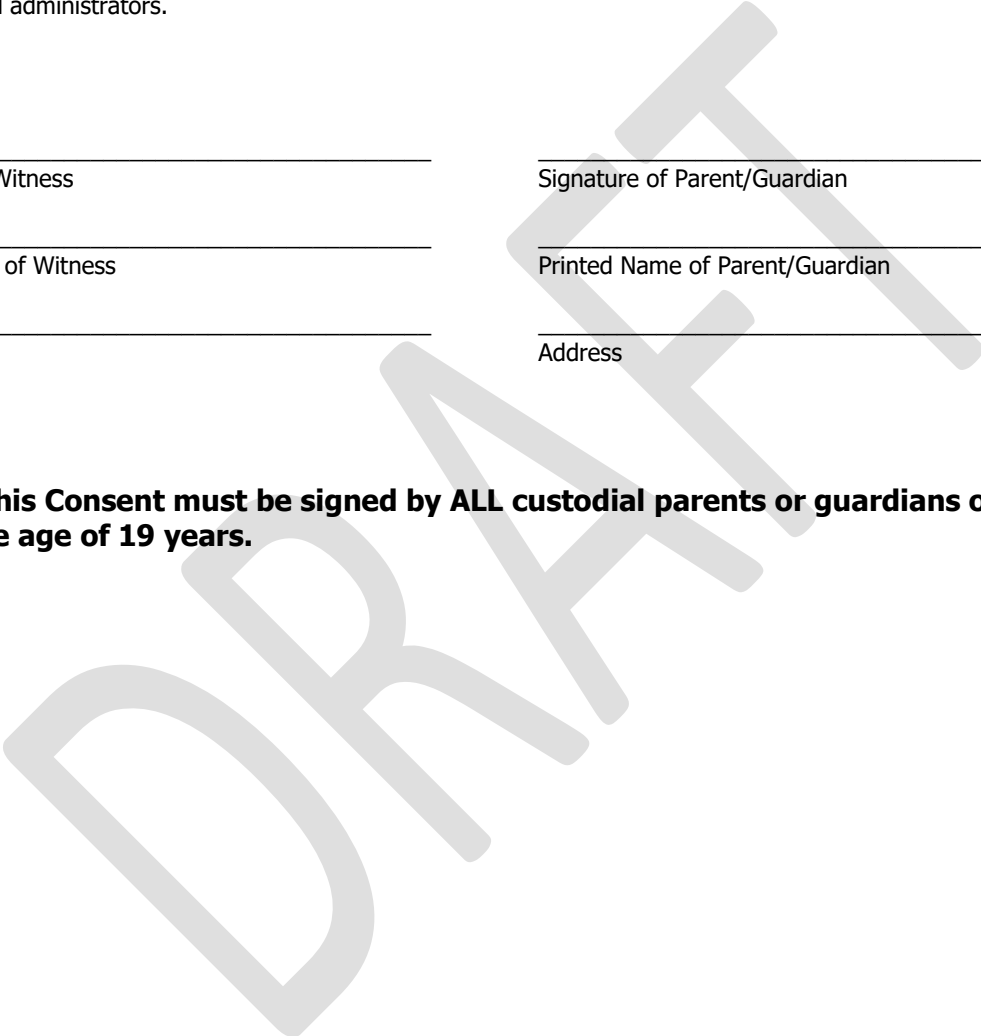 administrators.
Witness Signature of Parent/Guardian
of Witness Printed Name of Parent/Guardian
Address
his Consent must be signed by ALL custodial parents or guardians
e age of 19 years.
DRAFT